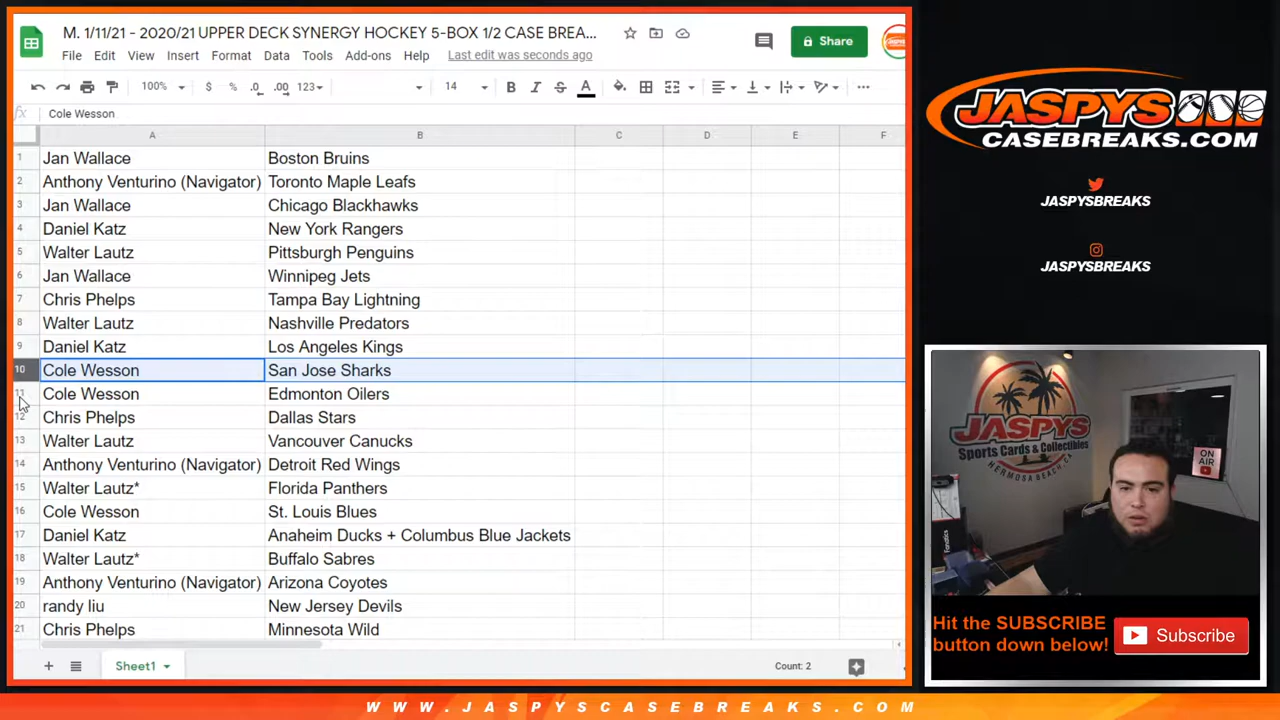 M. 1/11/21 - 2020/21 UPPER DECK SYNERGY HOCKEY 5-BOX 1/2 CASE BREA...
Share
File Edit View Insert Format Data Tools Add-ons Help Last edit was seconds ago
100% $ % .0 .00 123 14 B I S A
fx Cole Wesson
A B C D E F
1 Jan Wallace Boston Bruins
2 Anthony Venturino (Navigator) Toronto Maple Leafs
3 Jan Wallace Chicago Blackhawks
4 Daniel Katz New York Rangers
5 Walter Lautz Pittsburgh Penguins
6 Jan Wallace Winnipeg Jets
7 Chris Phelps Tampa Bay Lightning
8 Walter Lautz Nashville Predators
9 Daniel Katz Los Angeles Kings
10 Cole Wesson San Jose Sharks
11 Cole Wesson Edmonton Oilers
12 Chris Phelps Dallas Stars
13 Walter Lautz Vancouver Canucks
14 Anthony Venturino (Navigator) Detroit Red Wings
15 Walter Lautz* Florida Panthers
16 Cole Wesson St. Louis Blues
17 Daniel Katz Anaheim Ducks + Columbus Blue Jackets
18 Walter Lautz* Buffalo Sabres
19 Anthony Venturino (Navigator) Arizona Coyotes
20 randy liu New Jersey Devils
21 Chris Phelps Minnesota Wild
Sheet1
Count: 2
JASPYS
CASEBREAKS.COM
JASPYSBREAKS
JASPYSBREAKS
JASPYS
Sports Cards & Collectibles
HERMOSA BEACH, CA
ON AIR
Fanatics
Hit the SUBSCRIBE
button down below!
Subscribe
WWW.JASPYSCASEBREAKS.COM